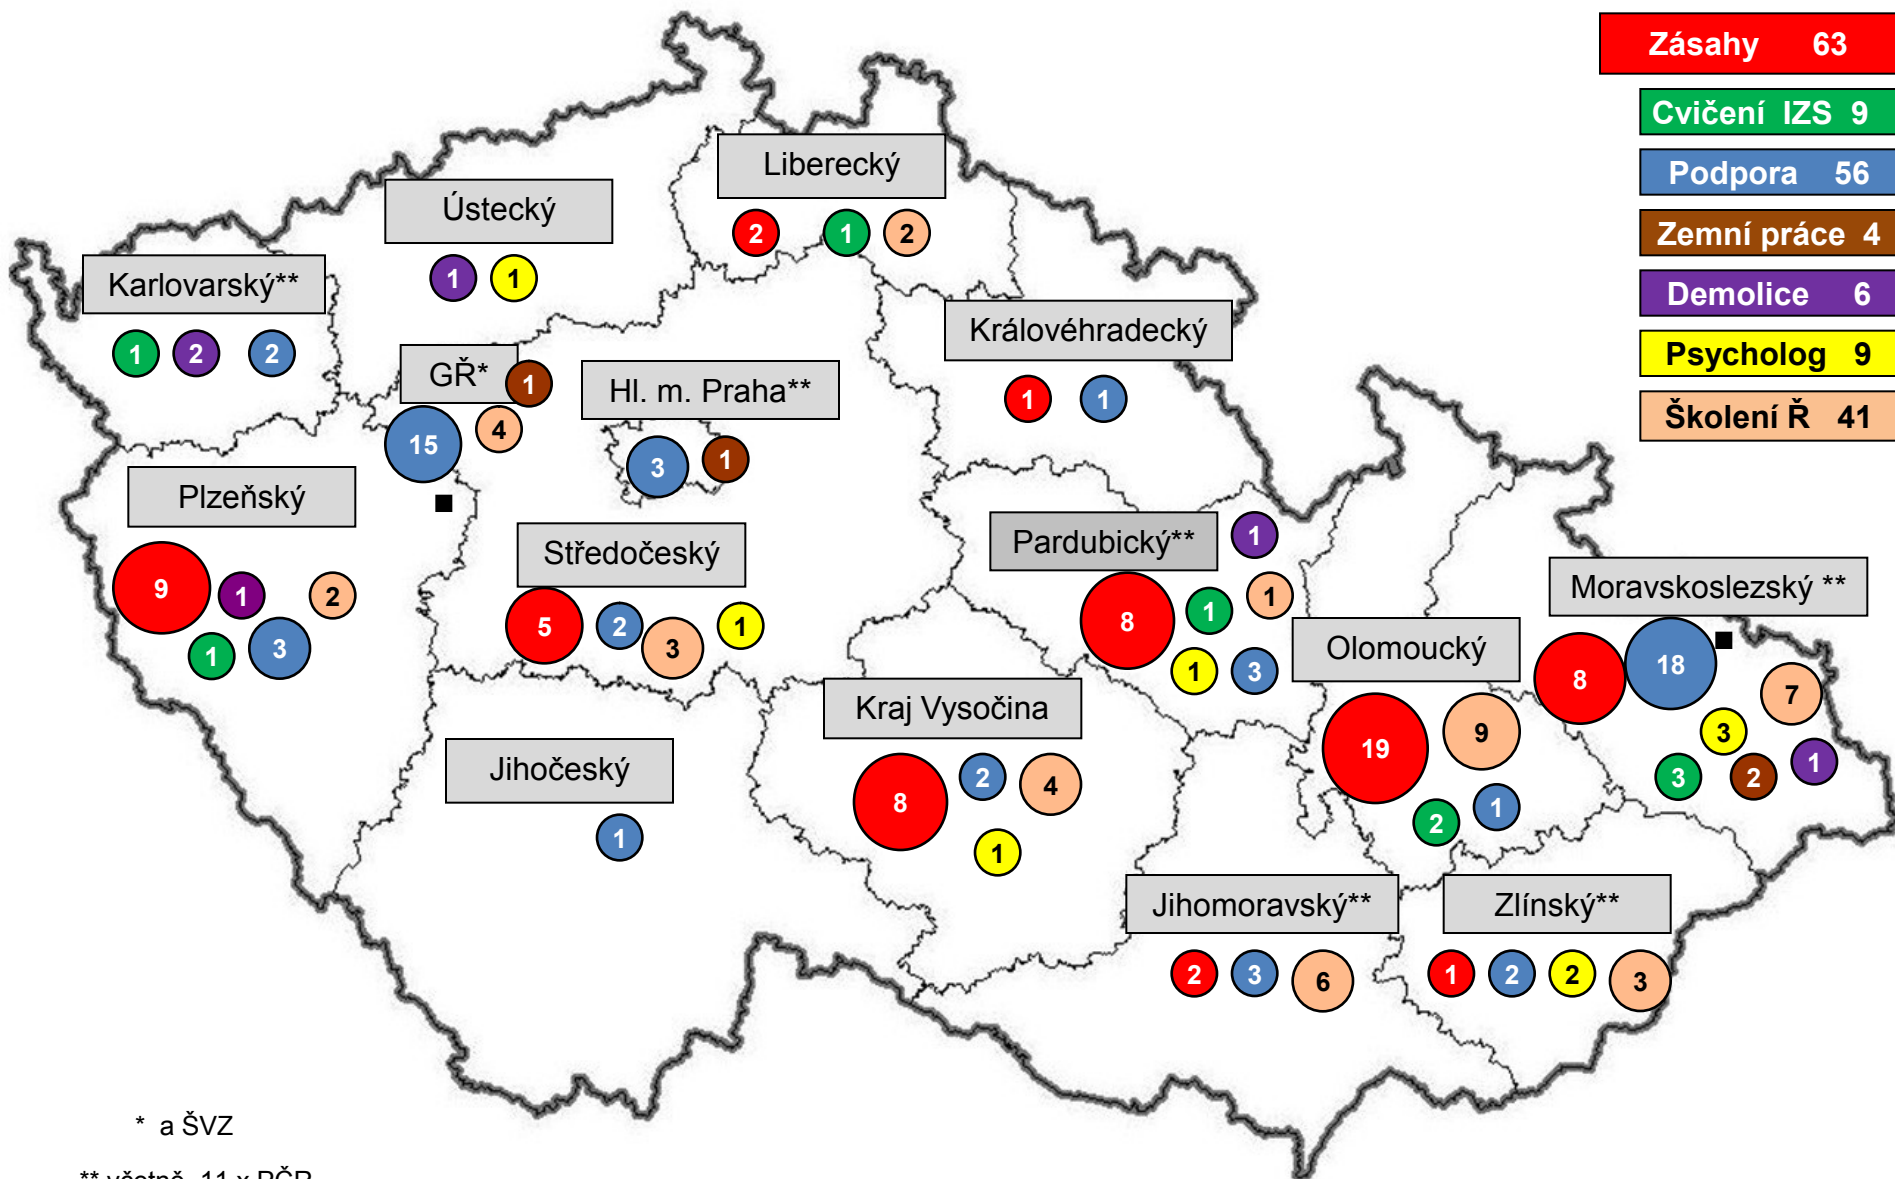 Zásahy 63
Cvičení IZS 9
Podpora 56
Zemní práce 4
Demolice 6
Psycholog 9
Školení Ř 41
Liberecký
2 1 2
Ústecký
1 1
Karlovarský**
1 2 2
Královéhradecký
1 1
GŘ*
1
15 4
Hl. m. Praha**
3 1
Plzeňský
9 1 2
1 3
Středočeský
5 2 3 1
Pardubický**
1
8 1 1
1 3
Moravskoslezský **
8 18 7
3
3 2 1
Olomoucký
19 9
2 1
Kraj Vysočina
8 2 4
1
Jihočeský
1
Jihomoravský**
2 3 6
Zlínský**
1 2 2 3
* a ŠVZ
** včetně 11 x PČR